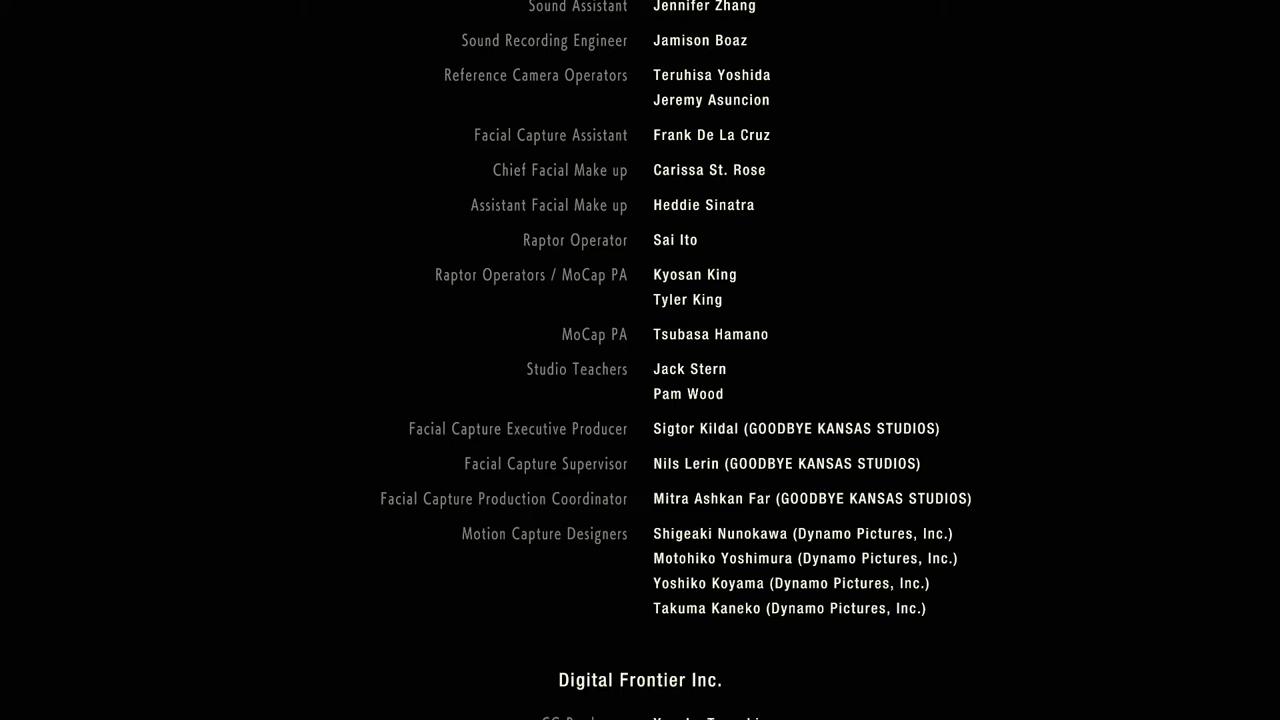 Sound Assistant Jennifer Zhang
Sound Recording Engineer Jamison Boaz
Reference Camera Operators Teruhisa Yoshida
Jeremy Asuncion
Facial Capture Assistant Frank De La Cruz
Chief Facial Make up Carissa St. Rose
Assistant Facial Make up Heddie Sinatra
Raptor Operator Sai Ito
Raptor Operators / MoCap PA Kyosan King
Tyler King
MoCap PA Tsubasa Hamano
Studio Teachers Jack Stern
Pam Wood
Facial Capture Executive Producer Sigtor Kildal (GOODBYE KANSAS STUDIOS)
Facial Capture Supervisor Nils Lerin (GOODBYE KANSAS STUDIOS)
Facial Capture Production Coordinator Mitra Ashkan Far (GOODBYE KANSAS STUDIOS)
Motion Capture Designers Shigeaki Nunokawa (Dynamo Pictures, Inc.)
Motohiko Yoshimura (Dynamo Pictures, Inc.)
Yoshiko Koyama (Dynamo Pictures, Inc.)
Takuma Kaneko (Dynamo Pictures, Inc.)
Digital Frontier Inc.